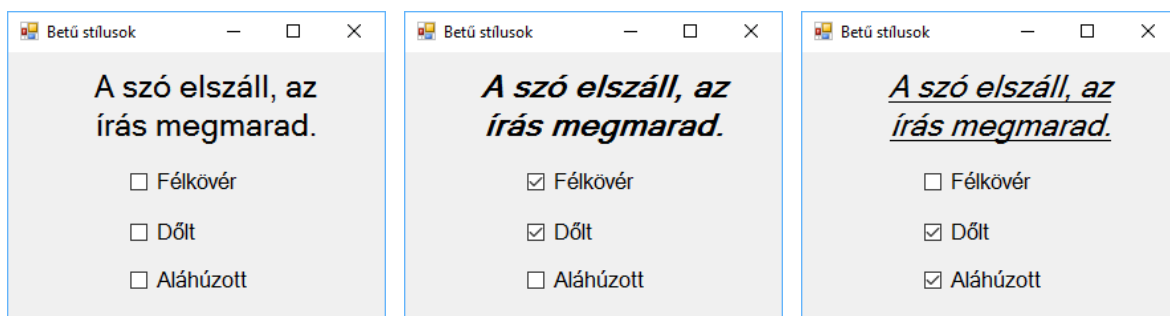 Betű stílusok
A szó elszáll, az
írás megmarad.
Félkövér
Dőlt
Aláhúzott
Betű stílusok
A szó elszáll, az
írás megmarad.
Félkövér
Dőlt
Aláhúzott
Betű stílusok
A szó elszáll, az
írás megmarad.
Félkövér
Dőlt
Aláhúzott